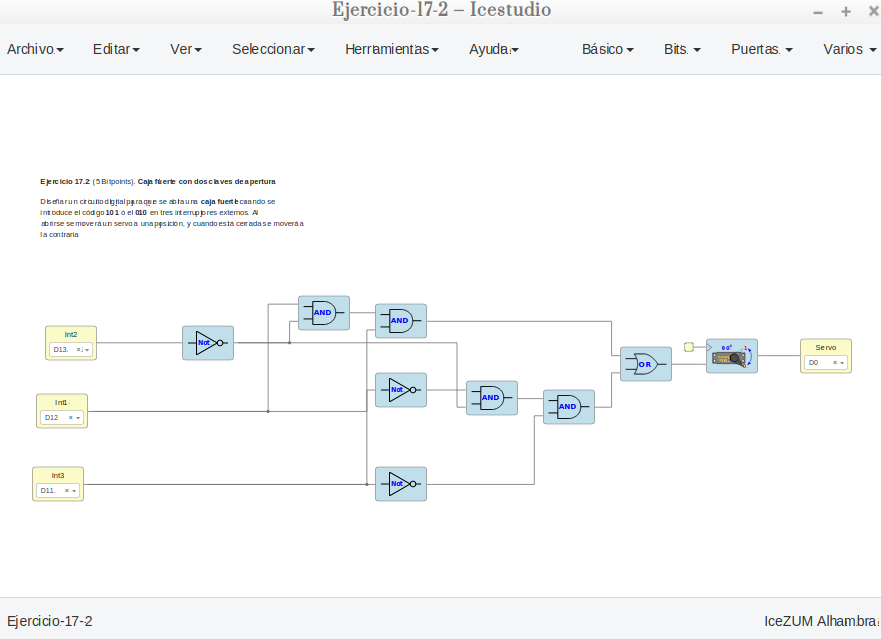 Ejercicio-17-2 – Icestudio
Archivo Editar Ver Seleccionar Herramientas Ayuda Básico Bits Puertas Varios
Ejercicio 17.2 (5 Bitpoints). Caja fuerte con dos claves de apertura
Diseñar un circuito digital para que se abra una caja fuerte cuando se
introduce el código 101 ó el 010 en tres interruptores externos. Al
abrirse se moverá un servo a una posición, y cuando está cerrada se moverá a
la contraria
AND
AND
Int2
D13
Not
Int1
D12
Not
AND
AND
OR
90°
1
0
Servo
D0
Int3
D11
Not
Ejercicio-17-2
IceZUM Alhambra